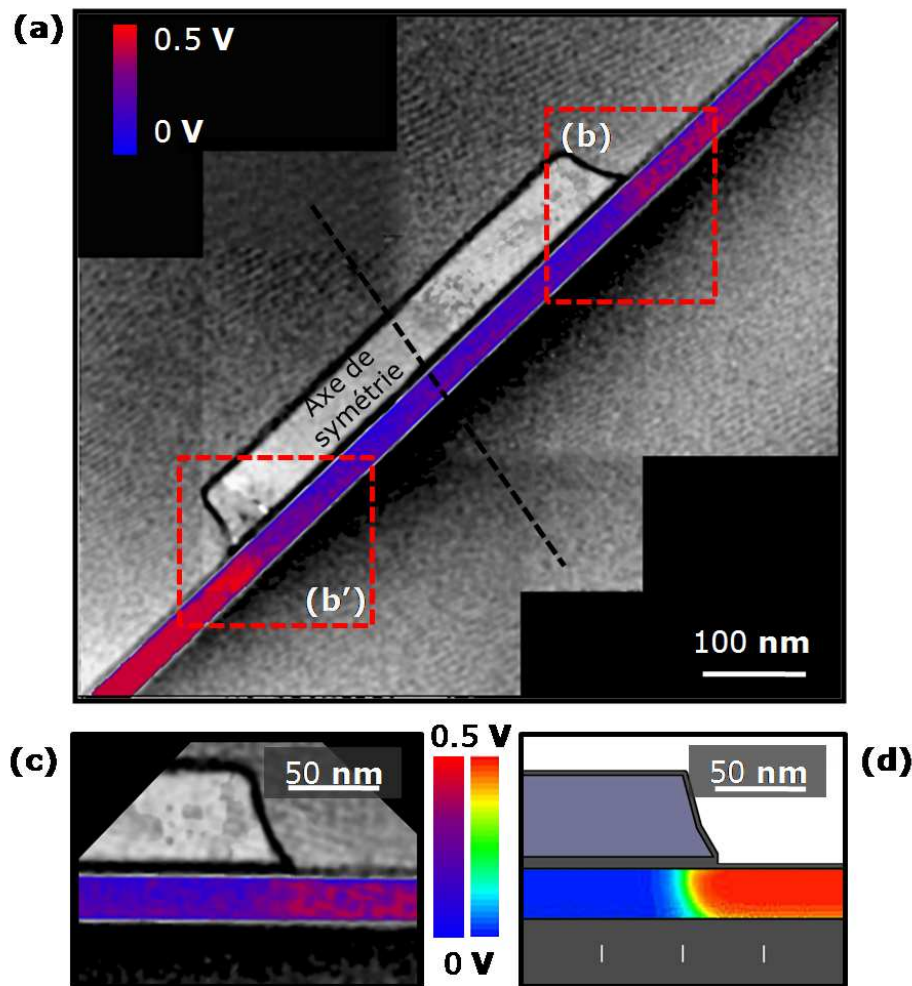 (a)
0.5 V
0 V
(b)
Axe de
symétrie
(b')
100 nm
(c)
50 nm
0.5 V
0 V
50 nm
(d)